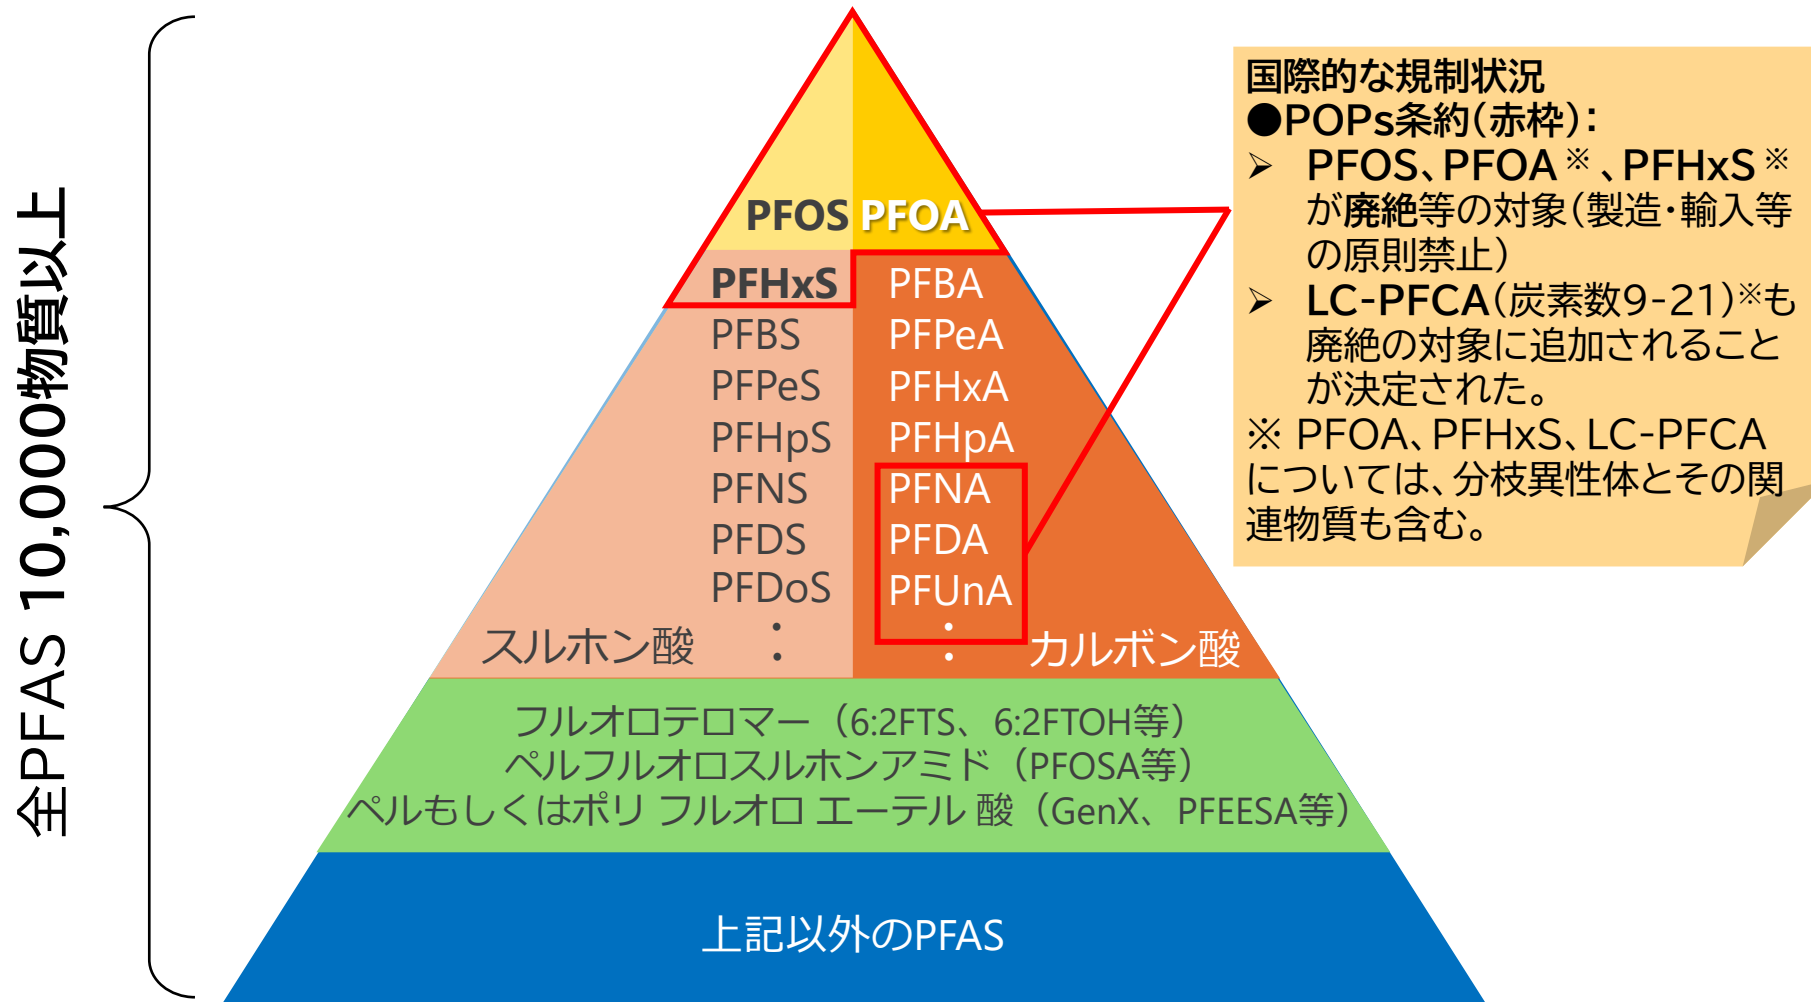 全PFAS 10,000物質以上
PFOS PFOA
PFHxS
PFBS
PFPeS
PFHpS
PFNS
PFDS
PFDoS
：
スルホン酸
PFBA
PFPeA
PFHxA
PFHpA
PFNA
PFDA
PFUnA
：
カルボン酸
フルオロテロマー（6:2FTS、6:2FTOH等）
ペルフルオロスルホンアミド（PFOSA等）
ペルもしくはポリ フルオロ エーテル 酸（GenX、PFEESA等）
上記以外のPFAS
国際的な規制状況
●POPs条約（赤枠）：
➢ PFOS、PFOA※、PFHxS※
が廃絶等の対象（製造・輸入等
の原則禁止）
➢ LC-PFCA（炭素数9-21）※も
廃絶の対象に追加されること
が決定された。
※ PFOA、PFHxS、LC-PFCA
については、分枝異性体とその関
連物質も含む。